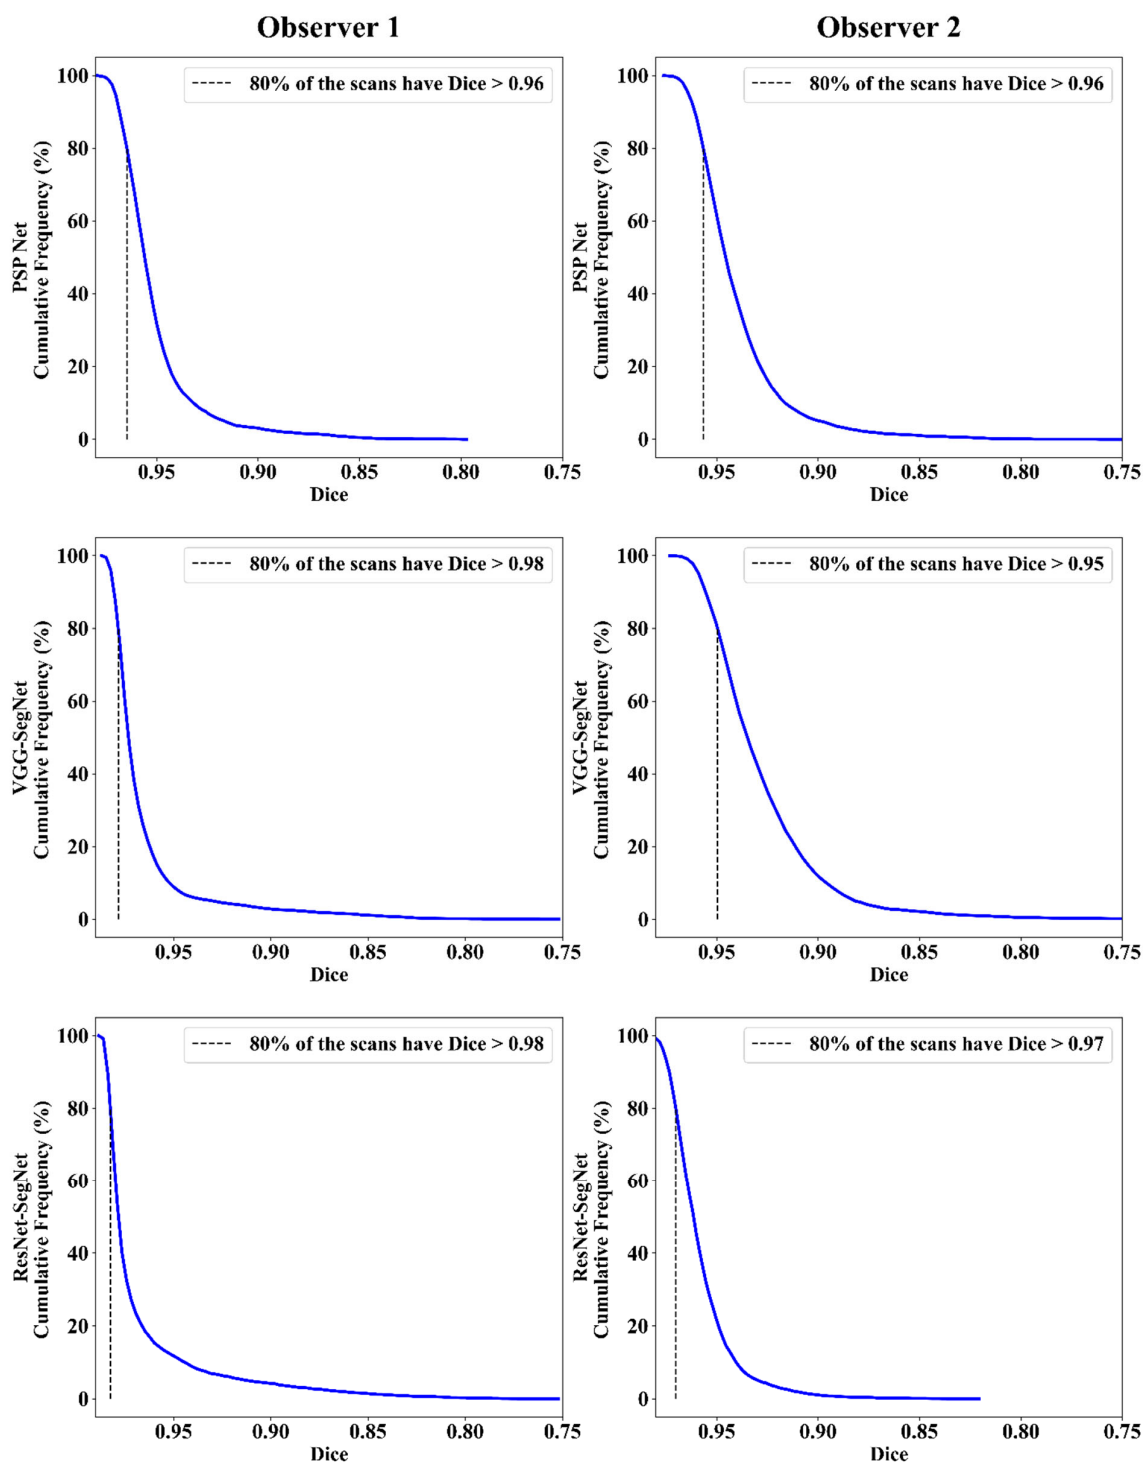 Observer 1
Observer 2
PSP Net
Cumulative Frequency (%)
100
80
60
40
20
0
80% of the scans have Dice > 0.96
0.95 0.90 0.85 0.80 0.75
Dice
PSP Net
Cumulative Frequency (%)
100
80
60
40
20
0
80% of the scans have Dice > 0.96
0.95 0.90 0.85 0.80 0.75
Dice
VGG-SegNet
Cumulative Frequency (%)
100
80
60
40
20
0
80% of the scans have Dice > 0.98
0.95 0.90 0.85 0.80 0.75
Dice
VGG-SegNet
Cumulative Frequency (%)
100
80
60
40
20
0
80% of the scans have Dice > 0.95
0.95 0.90 0.85 0.80 0.75
Dice
ResNet-SegNet
Cumulative Frequency (%)
100
80
60
40
20
0
80% of the scans have Dice > 0.98
0.95 0.90 0.85 0.80 0.75
Dice
ResNet-SegNet
Cumulative Frequency (%)
100
80
60
40
20
0
80% of the scans have Dice > 0.97
0.95 0.90 0.85 0.80 0.75
Dice